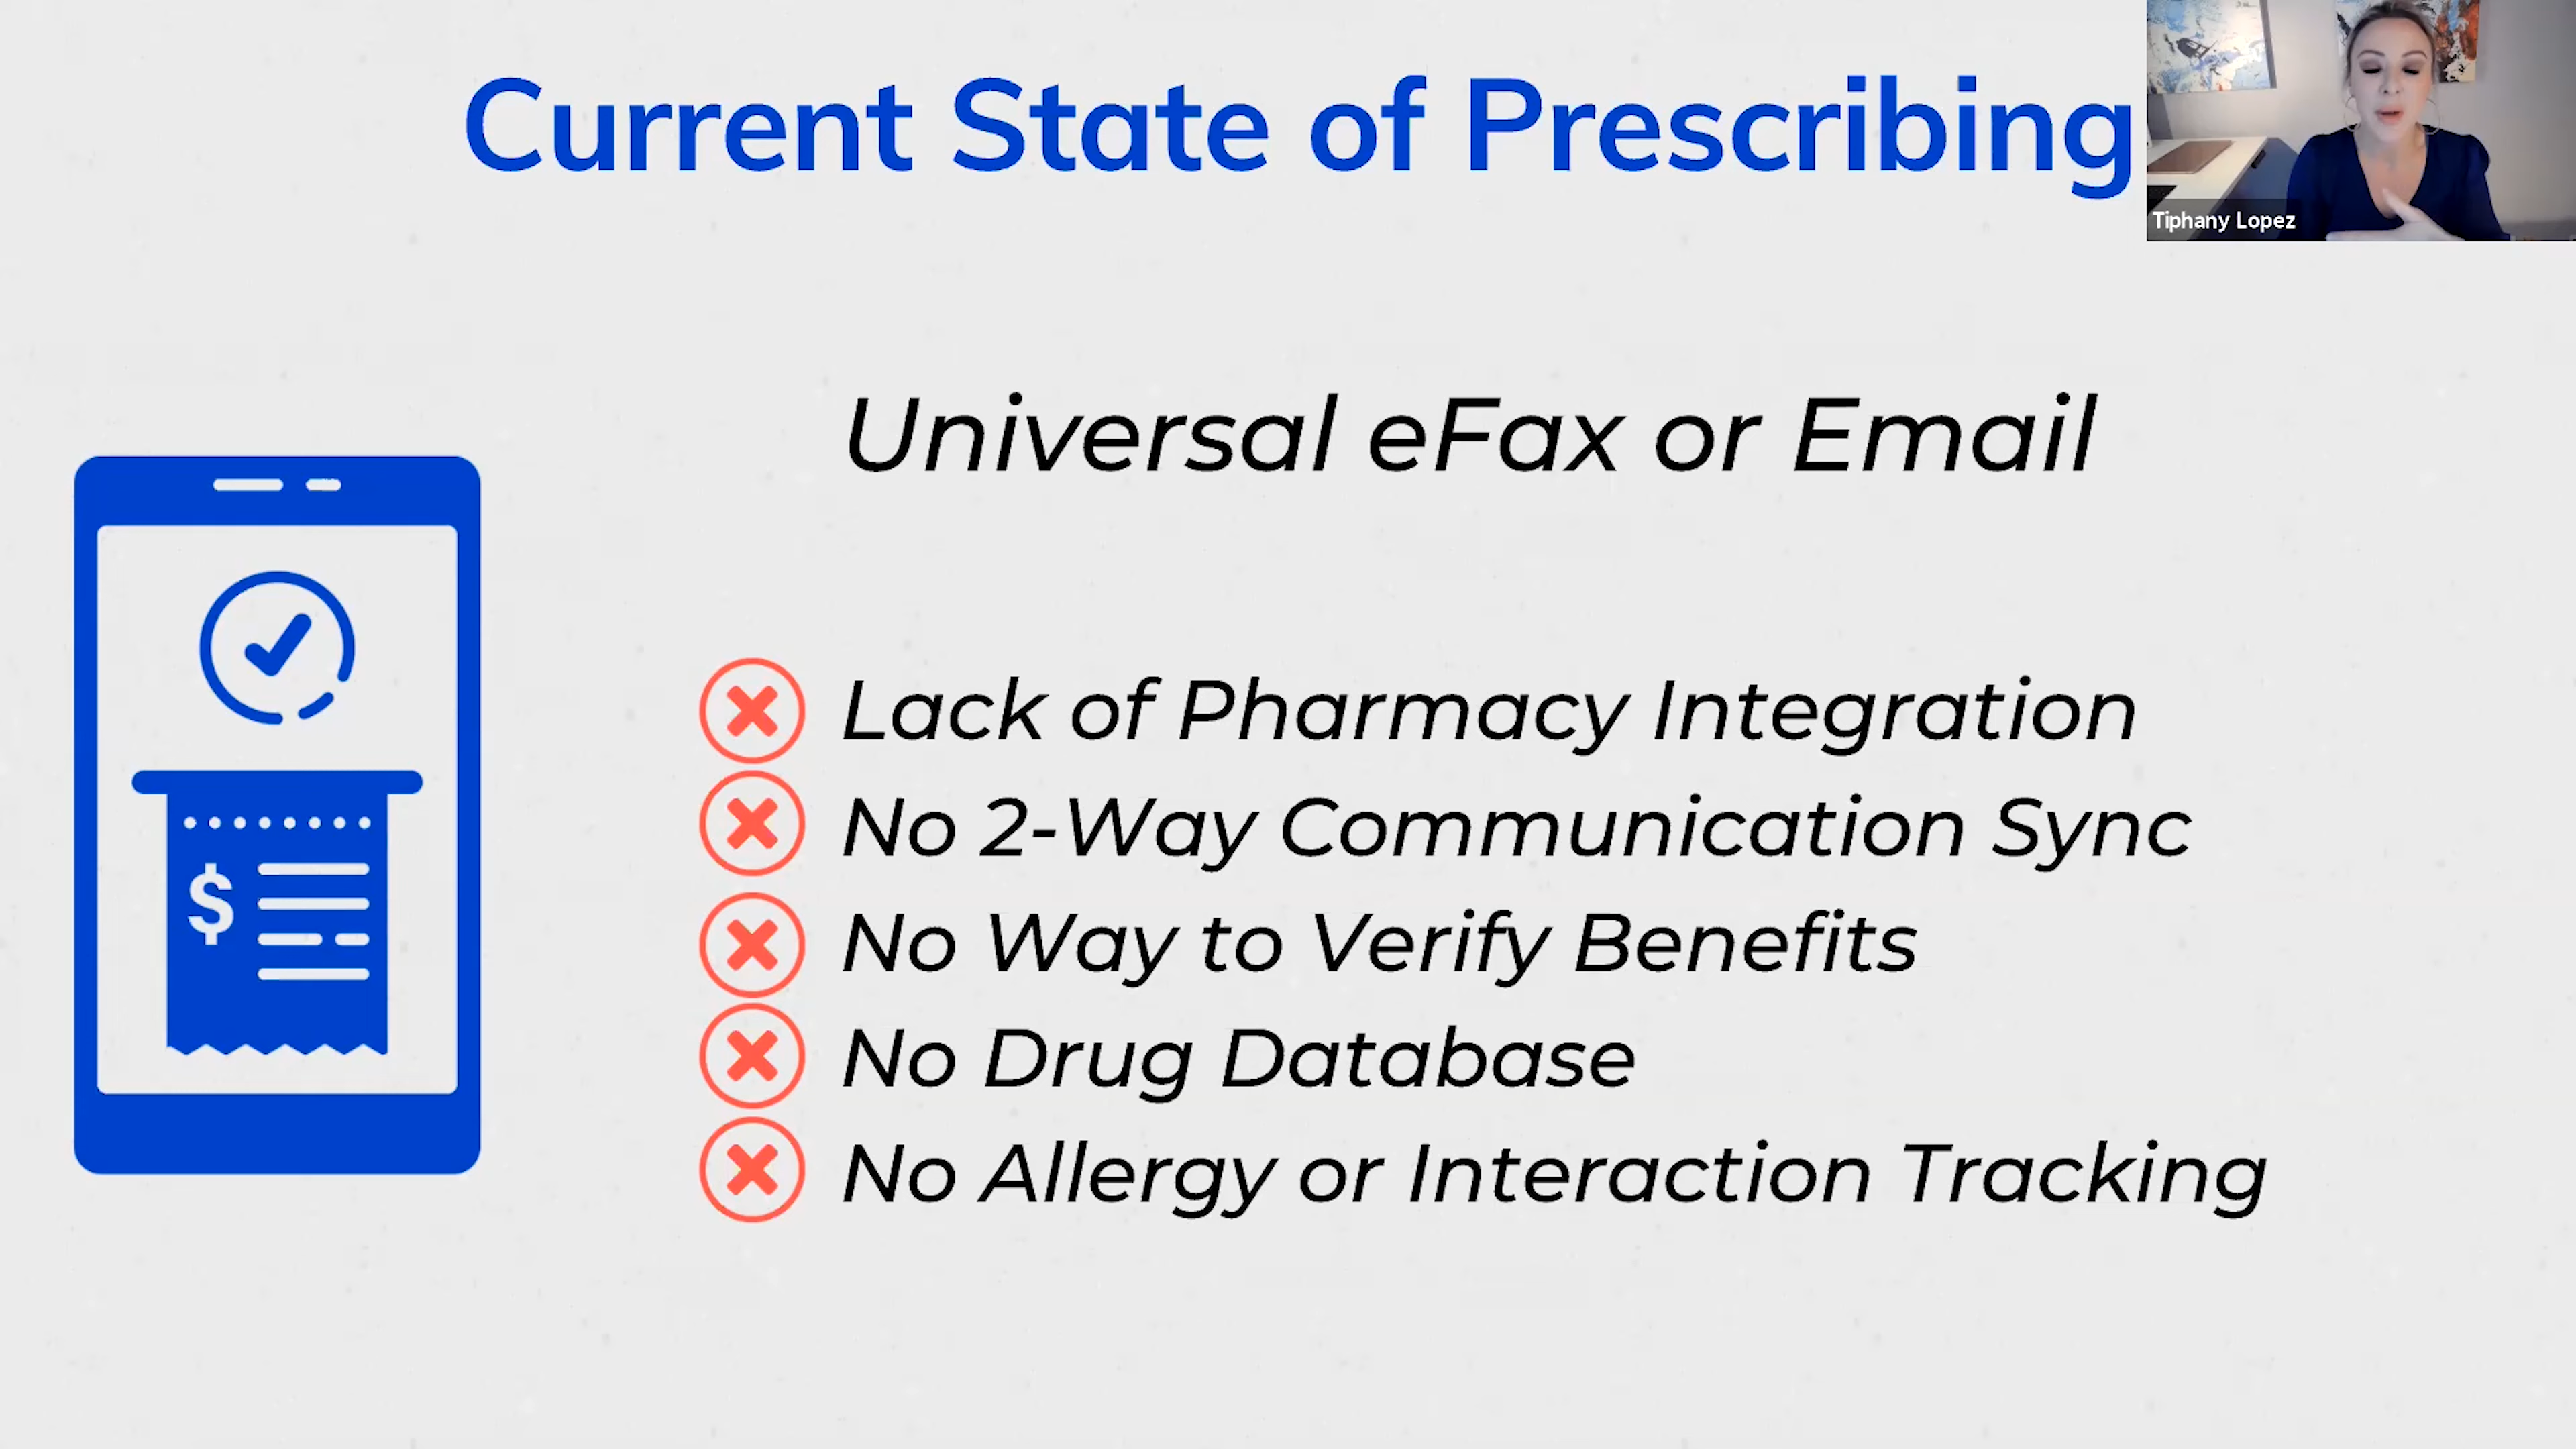 Current State of Prescribing
Tiphany Lopez
Universal eFax or Email
Lack of Pharmacy Integration
No 2-Way Communication Sync
No Way to Verify Benefits
$
No Drug Database
No Allergy or Interaction Tracking